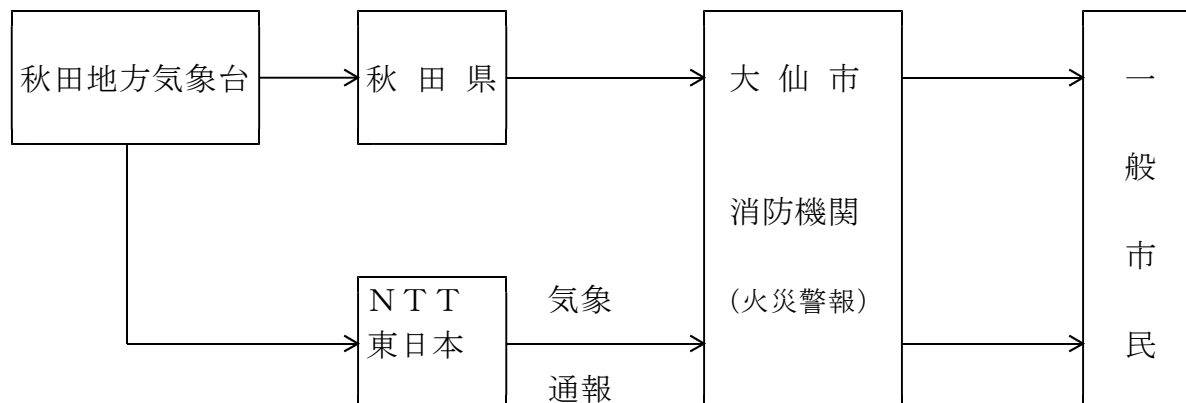 秋田地方気象台
秋田県
大仙市
消防機関
(火災警報)
一般市民
NTT
東日本
気象
通報